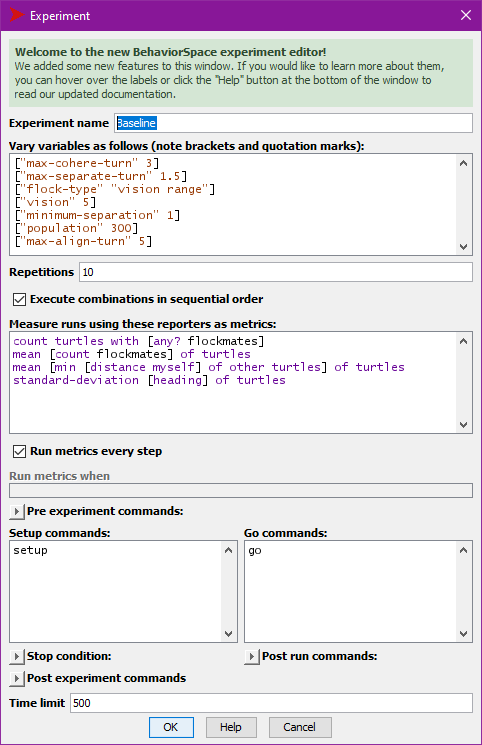 Experiment
Welcome to the new BehaviorSpace experiment editor!
We added some new features to this window. If you would like to learn more about them,
you can hover over the labels or click the "Help" button at the bottom of the window to
read our updated documentation.
Experiment name Baseline
Vary variables as follows (note brackets and quotation marks):
["max-cohere-turn" 3]
["max-separate-turn" 1.5]
["flock-type" "vision range"]
["vision" 5]
["minimum-separation" 1]
["population" 300]
["max-align-turn" 5]
Repetitions 10
Execute combinations in sequential order
Measure runs using these reporters as metrics:
count turtles with [any? flockmates]
mean [count flockmates] of turtles
mean [min [distance myself] of other turtles] of turtles
standard-deviation [heading] of turtles
Run metrics every step
Run metrics when
Pre experiment commands:
Setup commands: Go commands:
setup go
Stop condition: Post run commands:
Post experiment commands
Time limit 500
OK Help Cancel